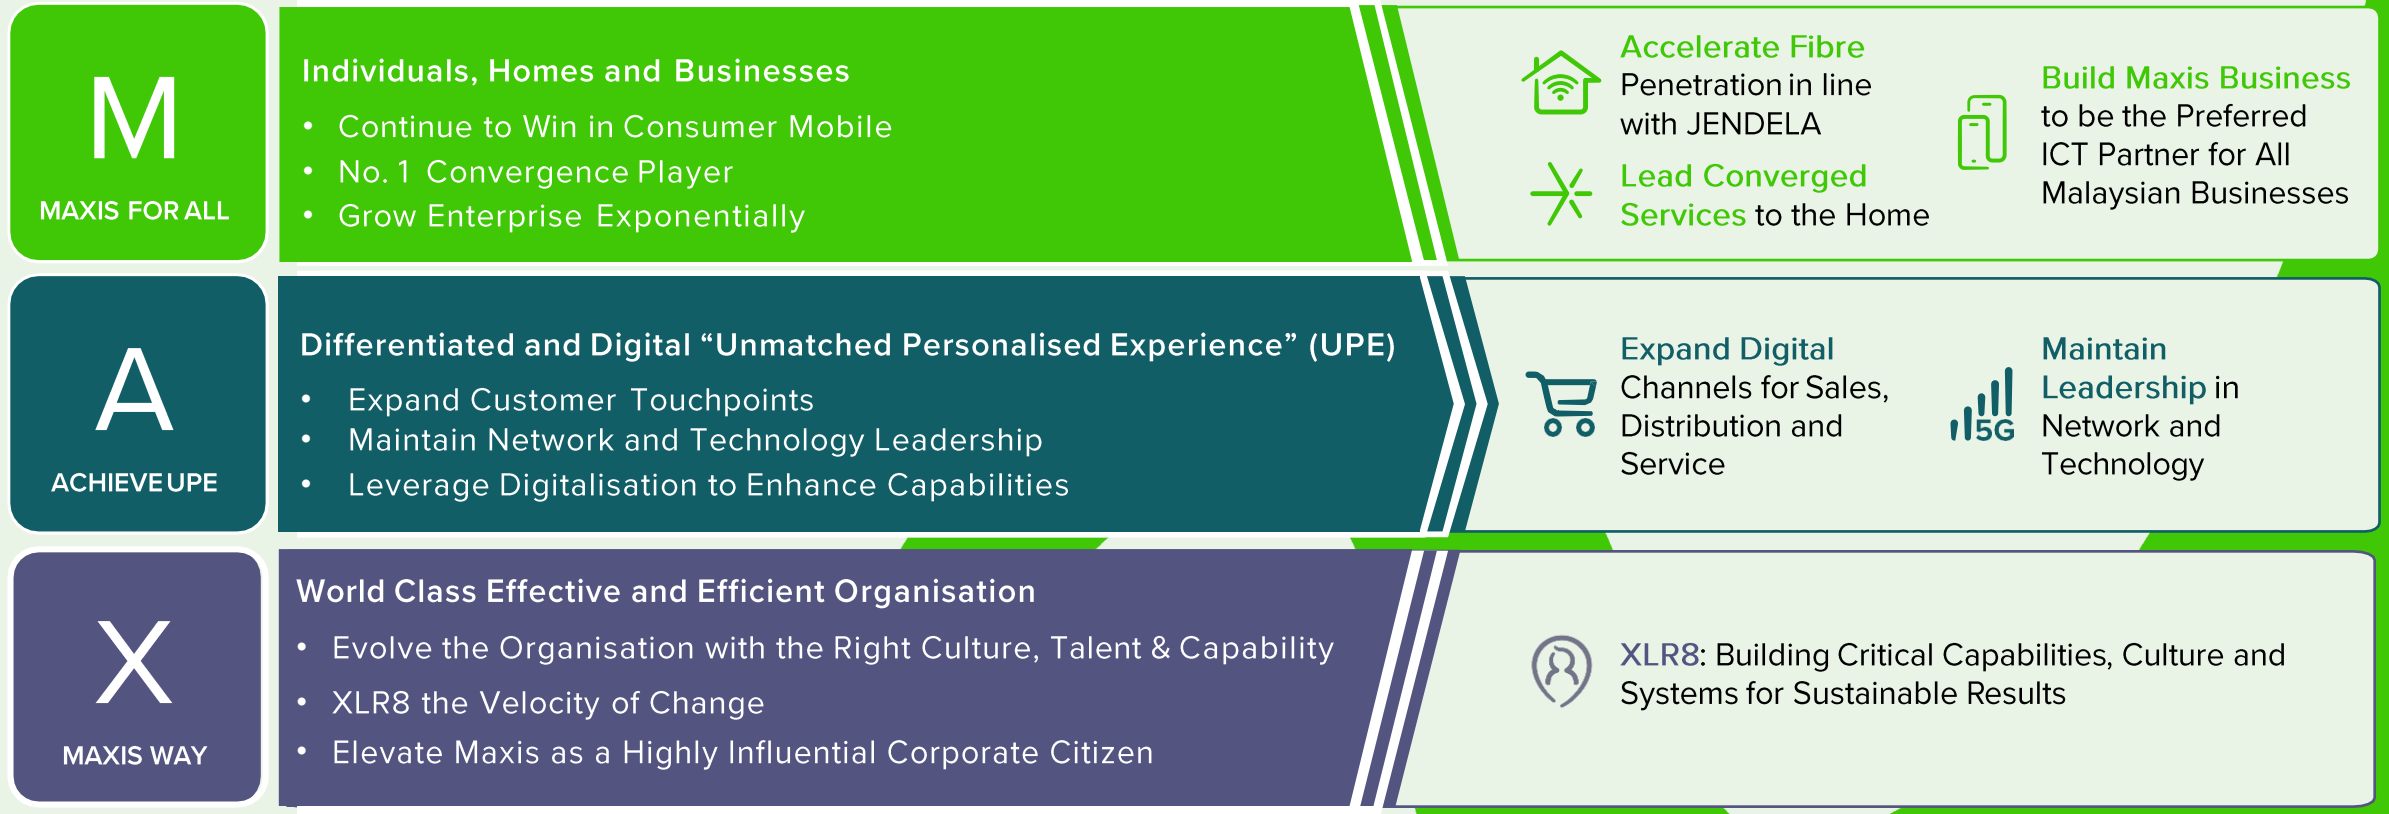 M
MAXIS FOR ALL
Individuals, Homes and Businesses
• Continue to Win in Consumer Mobile
• No. 1 Convergence Player
• Grow Enterprise Exponentially
Accelerate Fibre
Penetration in line
with JENDELA
Lead Converged
Services to the Home
Build Maxis Business
to be the Preferred
ICT Partner for All
Malaysian Businesses
A
ACHIEVE UPE
Differentiated and Digital “Unmatched Personalised Experience” (UPE)
• Expand Customer Touchpoints
• Maintain Network and Technology Leadership
• Leverage Digitalisation to Enhance Capabilities
Expand Digital
Channels for Sales,
Distribution and
Service
5G
Maintain
Leadership in
Network and
Technology
X
MAXIS WAY
World Class Effective and Efficient Organisation
• Evolve the Organisation with the Right Culture, Talent & Capability
• XLR8 the Velocity of Change
• Elevate Maxis as a Highly Influential Corporate Citizen
XLR8: Building Critical Capabilities, Culture and
Systems for Sustainable Results